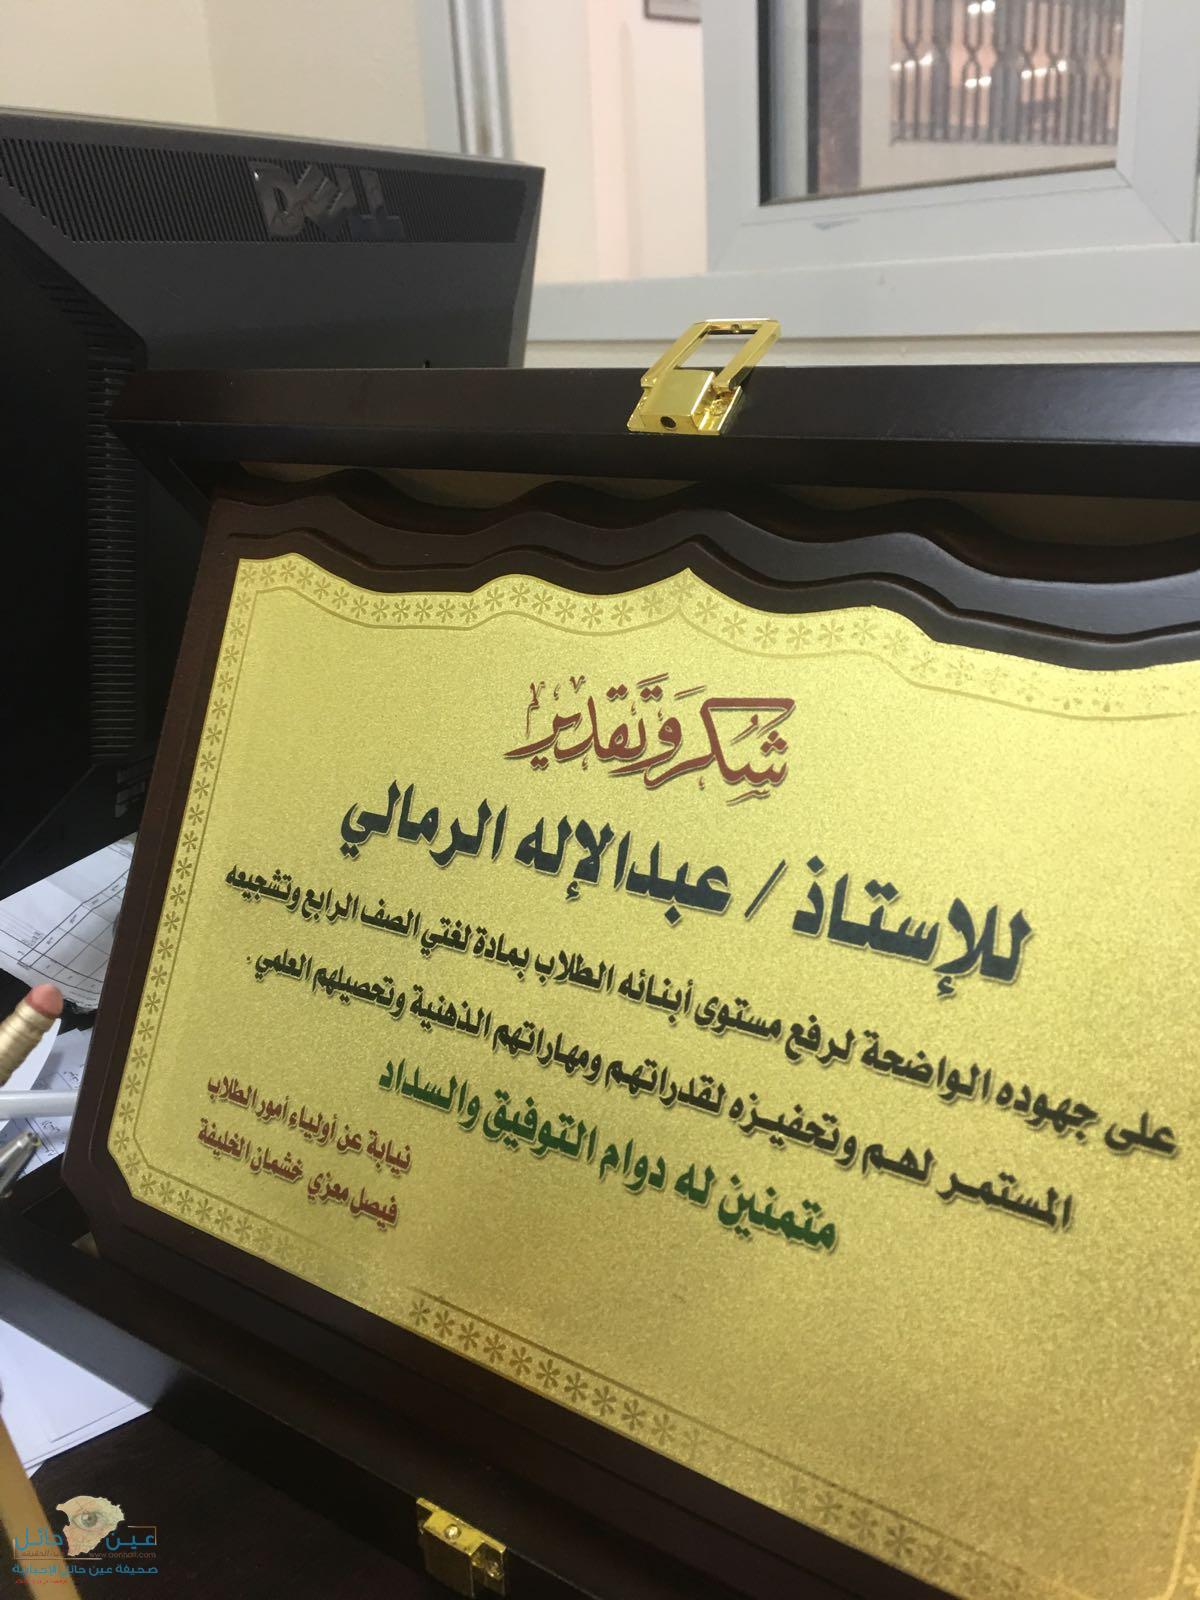 DELL
شكر وتقدير
للإستاذ / عبدالإله الرمالي
على جهوده الواضحة لرفع مستوى أبنائه الطلاب بمادة لغتي الصف الرابع وتشجيعه
المستمر لهم وتحفيزه لقدراتهم ومهاراتهم الذهنية وتحصيلهم العلمي .
متمنين له دوام التوفيق والسداد
نيابة عن أولياء أمور الطلاب
فيصل معزي خشمان الخليفة
عين حائل
صحيفة عين حائل الإخبارية